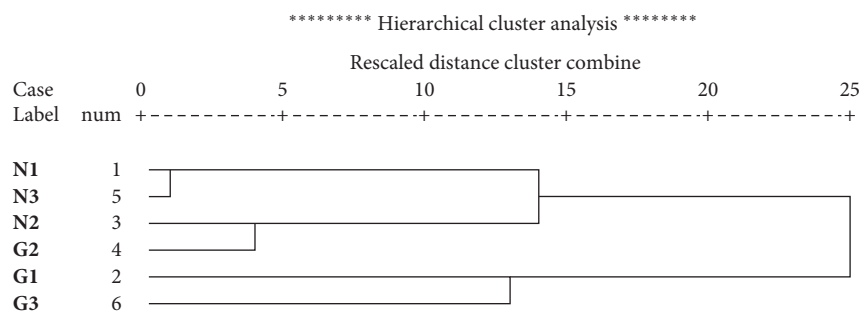 ********* Hierarchical cluster analysis ********
Rescaled distance cluster combine
Case 0 5 10 15 20 25
Label num +---------+---------+---------+---------+---------+
N1 1
N3 5
N2 3
G2 4
G1 2
G3 6